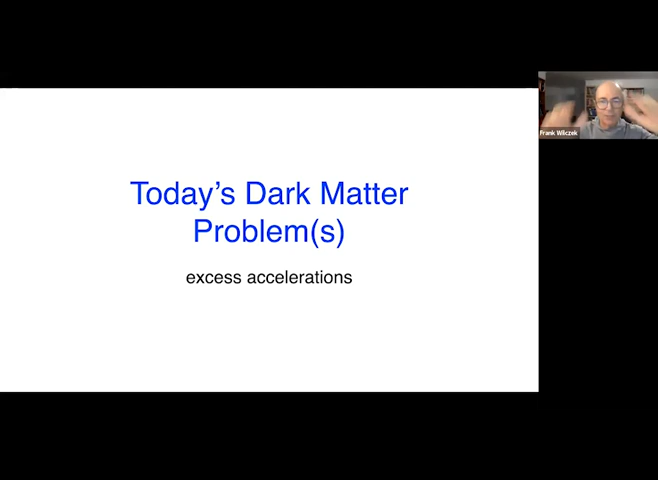 Today's Dark Matter
Problem(s)
excess accelerations
Frank Wilczek